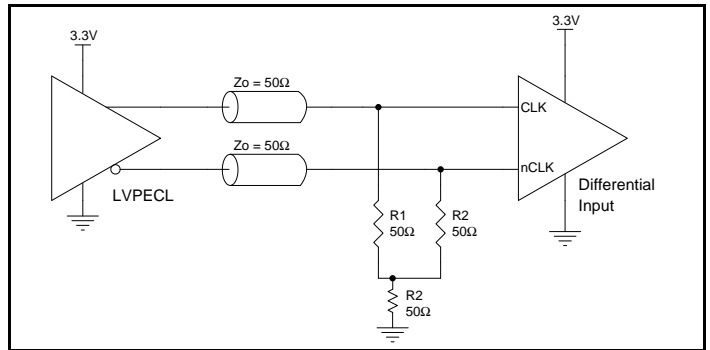 3.3V
3.3V
Zo = 50Ω
CLK
Zo = 50Ω
nCLK
LVPECL
Differential
Input
R1
50Ω
R2
50Ω
R2
50Ω